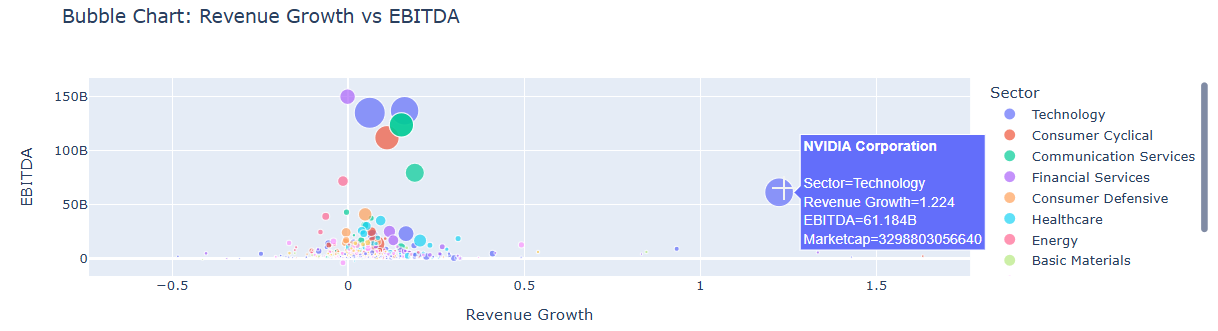 Bubble Chart: Revenue Growth vs EBITDA
150B
100B
50B
0
EBITDA
−0.5
0
0.5
1
1.5
Revenue Growth
NVIDIA Corporation
Sector=Technology
Revenue Growth=1.224
EBITDA=61.184B
Marketcap=3298803056640
Sector
Technology
Consumer Cyclical
Communication Services
Financial Services
Consumer Defensive
Healthcare
Energy
Basic Materials